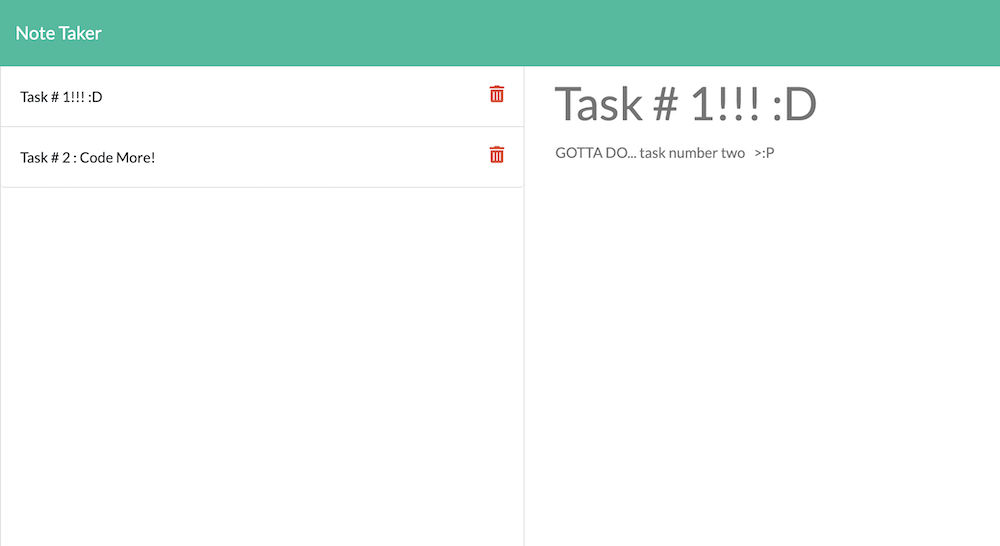 Note Taker
Task # 1!!! :D
Task # 2 : Code More!
Task # 1!!! :D
GOTTA DO... task number two >:P